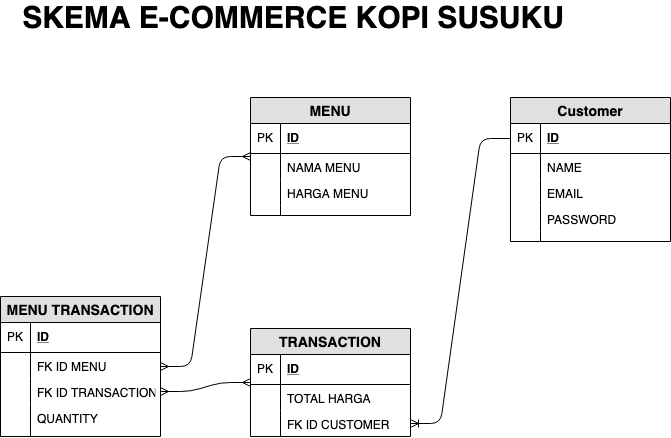 SKEMA E-COMMERCE KOPI SUSUKU
MENU
PK ID
NAMA MENU
HARGA MENU
Customer
PK ID
NAME
EMAIL
PASSWORD
MENU TRANSACTION
PK ID
FK ID MENU
FK ID TRANSACTION
QUANTITY
TRANSACTION
PK ID
TOTAL HARGA
FK ID CUSTOMER